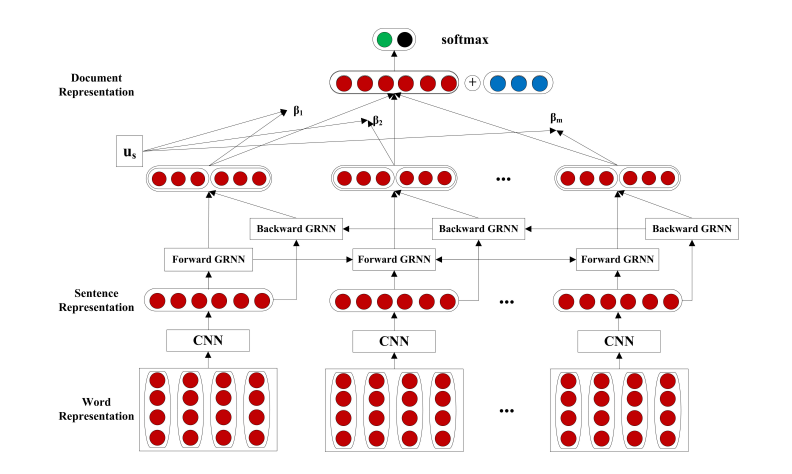 softmax
Document
Representation
+
β1
β2
βm
us
...
Backward GRNN
Backward GRNN
Backward GRNN
Forward GRNN
Forward GRNN
Forward GRNN
Sentence
Representation
...
CNN
CNN
CNN
Word
Representation
...